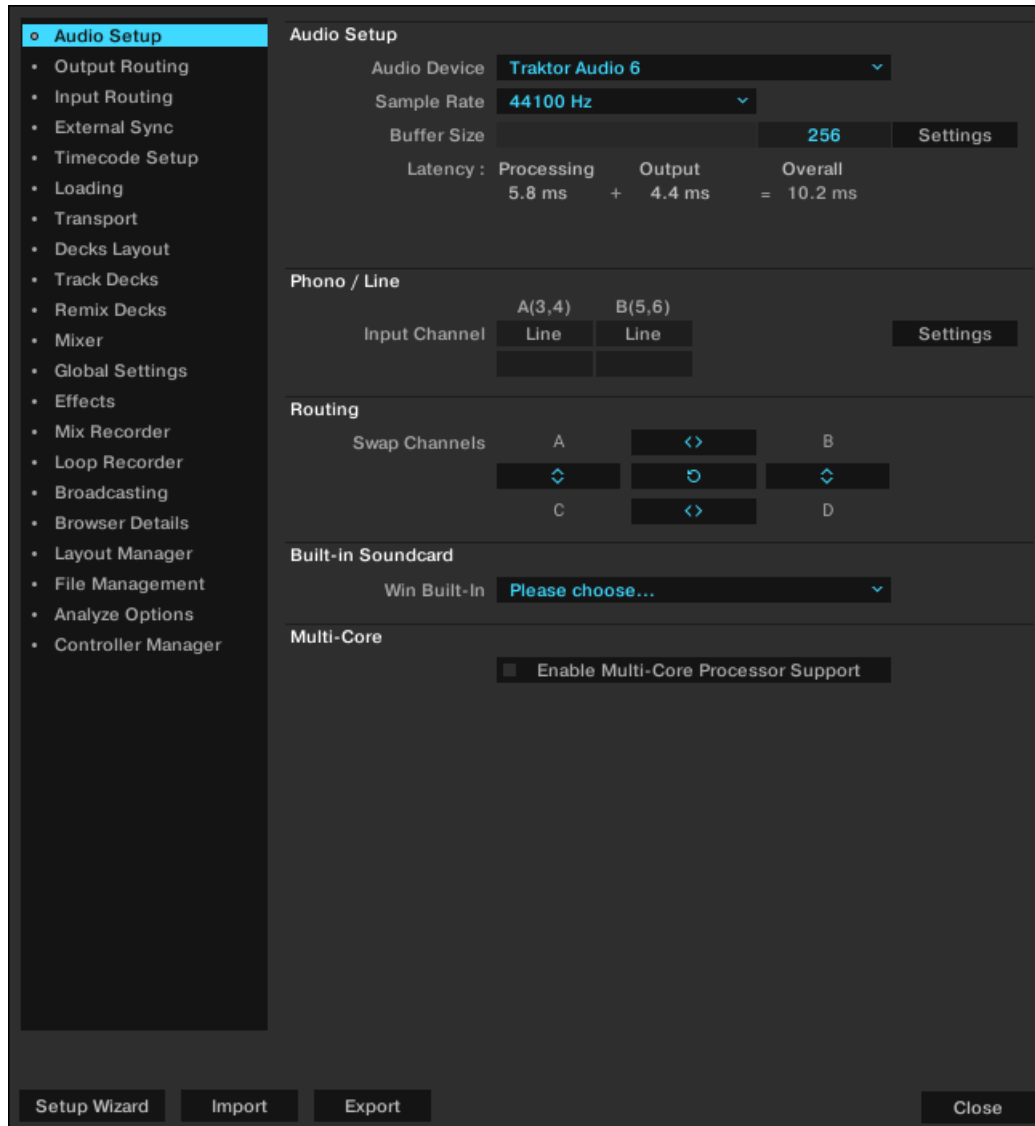 Audio Setup
Output Routing
Input Routing
External Sync
Timecode Setup
Loading
Transport
Decks Layout
Track Decks
Remix Decks
Mixer
Global Settings
Effects
Mix Recorder
Loop Recorder
Broadcasting
Browser Details
Layout Manager
File Management
Analyze Options
Controller Manager
Audio Setup
Audio Device Traktor Audio 6
Sample Rate 44100 Hz
Buffer Size 256 Settings
Latency : Processing Output Overall
5.8 ms + 4.4 ms = 10.2 ms
Phono / Line
A(3,4) B(5,6)
Input Channel Line Line Settings
Routing
Swap Channels A <> B
C <> D
Built-in Soundcard
Win Built-In Please choose...
Multi-Core
Enable Multi-Core Processor Support
Setup Wizard Import Export Close